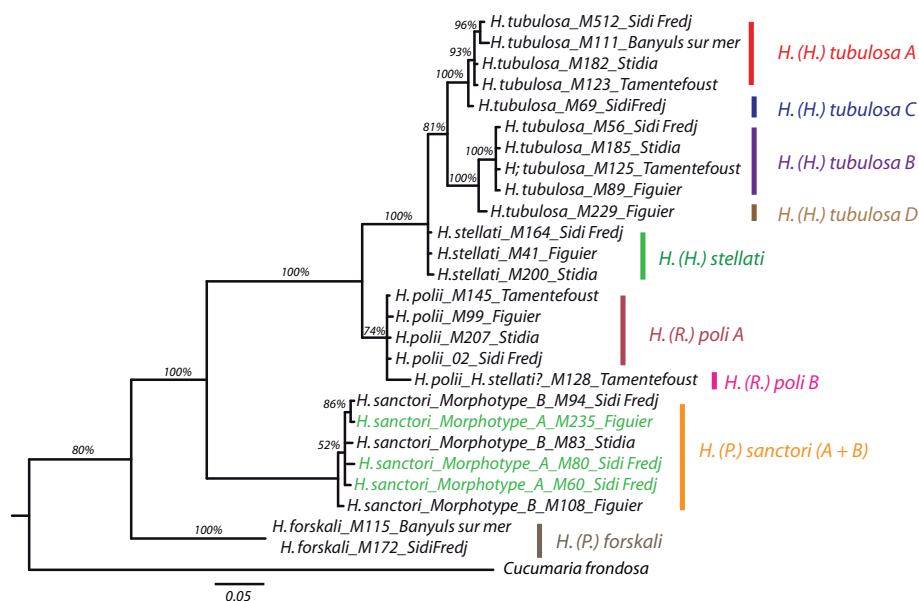 96%
H.tubulosa_M512_Sidi Fredj
H.tubulosa_M111_Banyuls sur mer
93%
H.tubulosa_M182_Stidia
H. (H.) tubulosa A
100%
H.tubulosa_M123_Tamentefoust
H.tubulosa_M69_SidiFredj
H. (H.) tubulosa C
81%
H.tubulosa_M56_Sidi Fredj
100%
H.tubulosa_M185_Stidia
H; tubulosa_M125_Tamentefoust
H. (H.) tubulosa B
100%
H.tubulosa_M89_Figuier
H.tubulosa_M229_Figuier
H. (H.) tubulosa D
100%
H.stellati_M164_Sidi Fredj
H.stellati_M41_Figuier
H. (H.) stellati
H.stellati_M200_Stidia
100%
H. polii_M145_Tamentefoust
H. polii_M99_Figuier
74%
H.polii_M207_Stidia
H. (R.) poli A
H. polii_02_Sidi Fredj
H. polii_H. stellati?_M128_Tamentefoust
H. (R.) poli B
100%
H.sanctori_Morphotype_B_M94_Sidi Fredj
86%
H.sanctori_Morphotype_A_M235_Figuier
52%
H.sanctori_Morphotype_B_M83_Stidia
H. (P.) sanctori (A + B)
80%
H.sanctori_Morphotype_A_M80_Sidi Fredj
H.sanctori_Morphotype_A_M60_Sidi Fredj
H.sanctori_Morphotype_B_M108_Figuier
100%
H.forskali_M115_Banyuls sur mer
H. (P.) forskali
H.forskali_M172_SidiFredj
Cucumaria frondosa
0.05